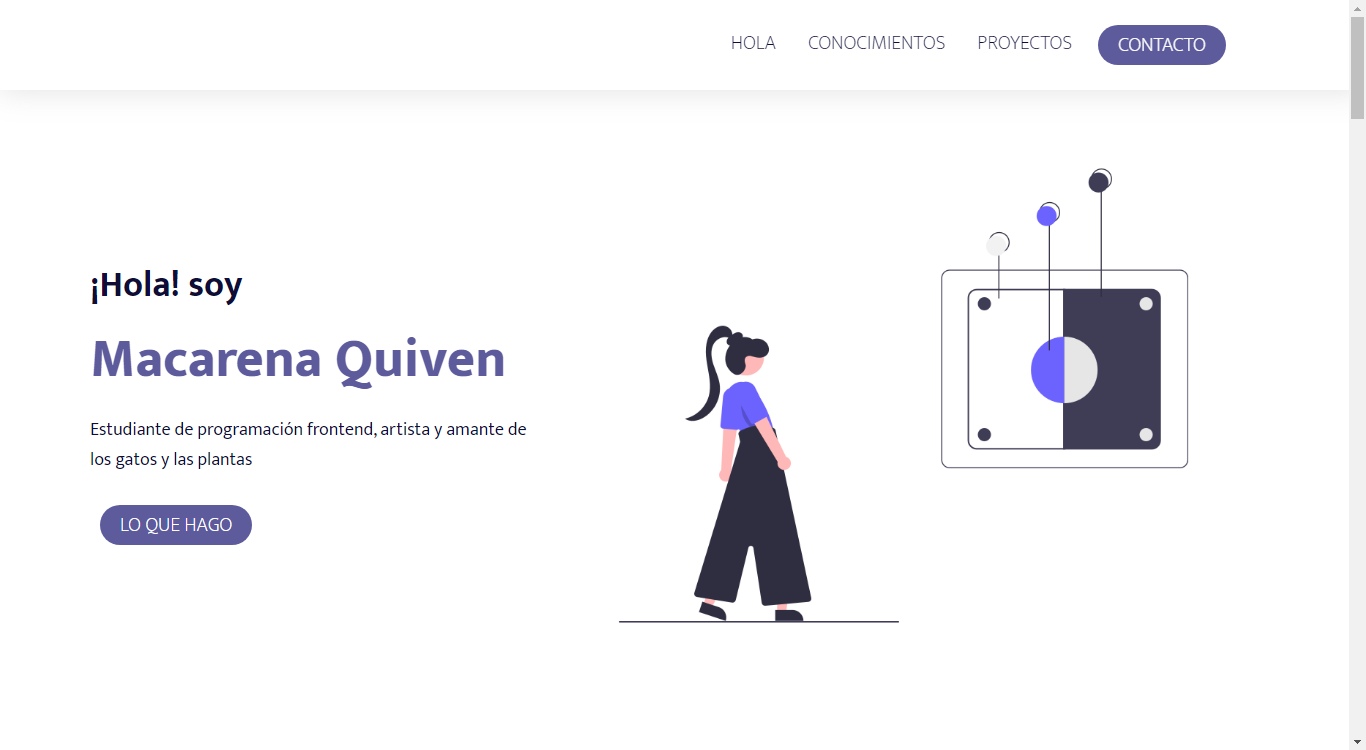 HOLA CONOCIMIENTOS PROYECTOS CONTACTO
¡Hola! soy
Macarena Quiven
Estudiante de programación frontend, artista y amante de
los gatos y las plantas
LO QUE HAGO